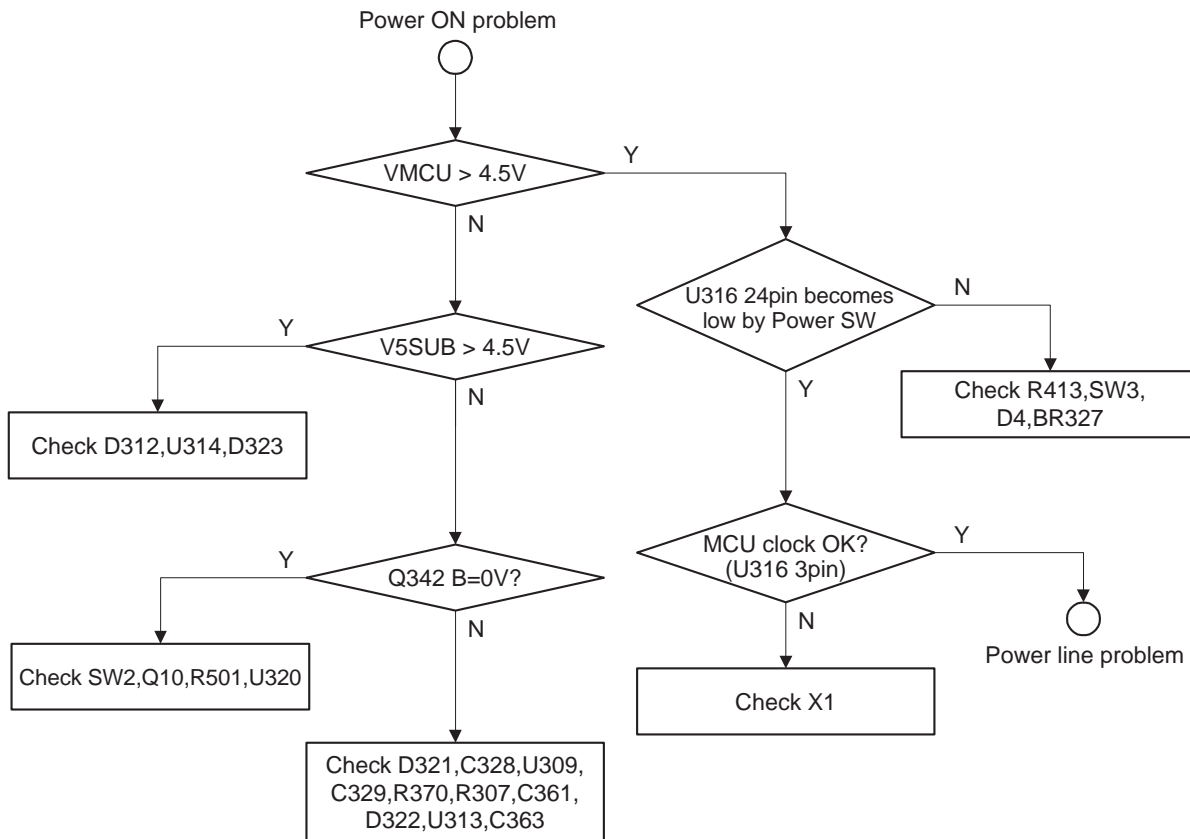 Power ON problem
VMCU > 4.5V
Y
N
U316 24pin becomes
low by Power SW
N
Y
Y
V5SUB > 4.5V
N
Check R413,SW3,
D4,BR327
Check D312,U314,D323
MCU clock OK?
(U316 3pin)
Y
N
Y
Q342 B=0V?
N
Power line problem
Check SW2,Q10,R501,U320
Check X1
Check D321,C328,U309,
C329,R370,R307,C361,
D322,U313,C363